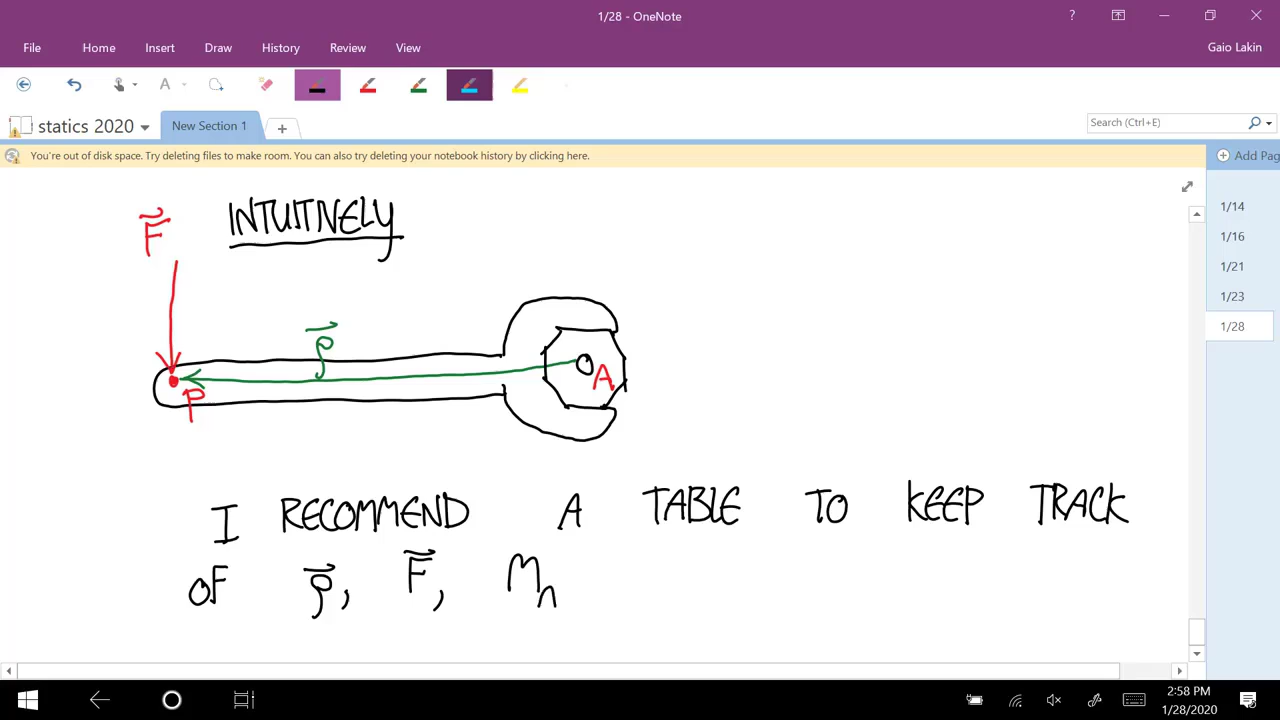 1/28 - OneNote
?
File Home Insert Draw History Review View
Gaio Lakin
A
statics 2020
New Section 1
+
Search (Ctrl+E)
You're out of disk space. Try deleting files to make room. You can also try deleting your notebook history by clicking here.
Add Pag
1/14
1/16
1/21
1/23
1/28
F⃗
INTUITIVELY
ρ⃗
P
A
I RECOMMEND A TABLE TO KEEP TRACK
OF ρ⃗, F⃗, Mn
2:58 PM
1/28/2020